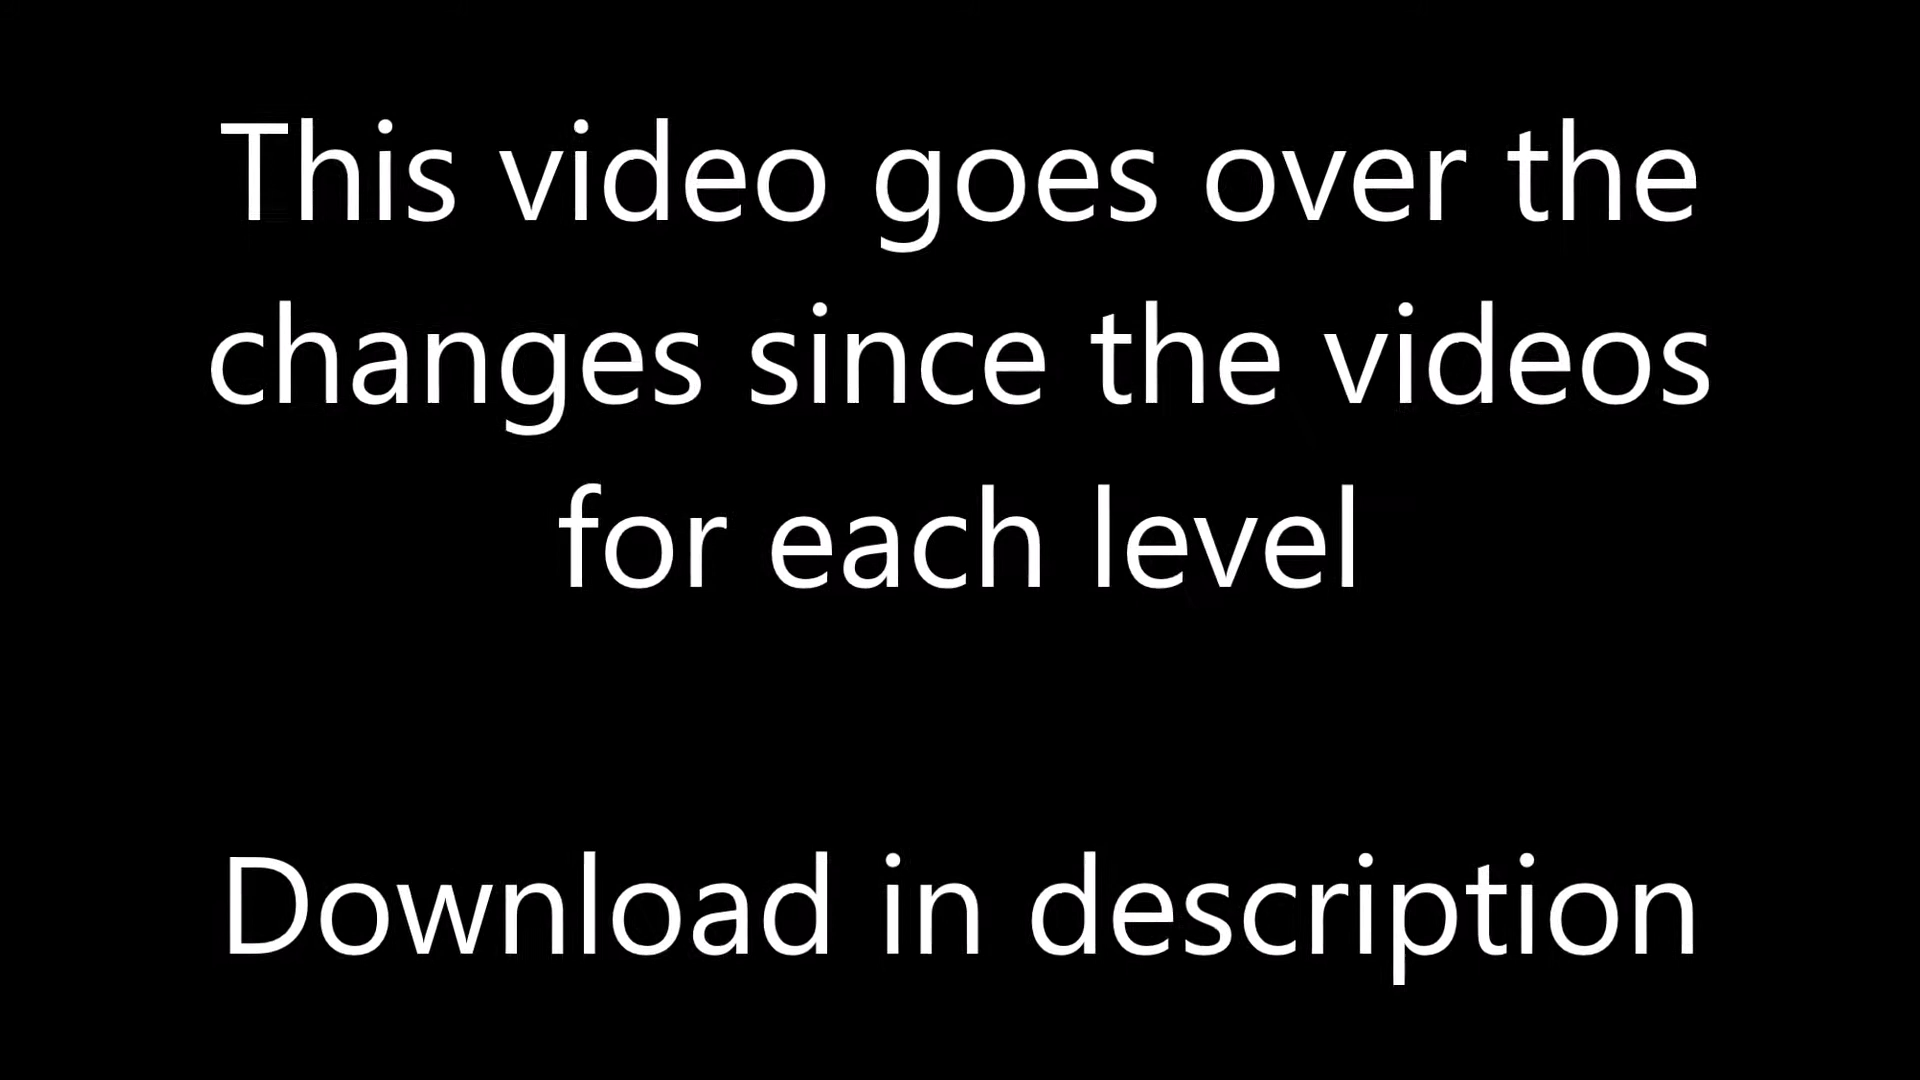 This video goes over the
changes since the videos
for each level
Download in description